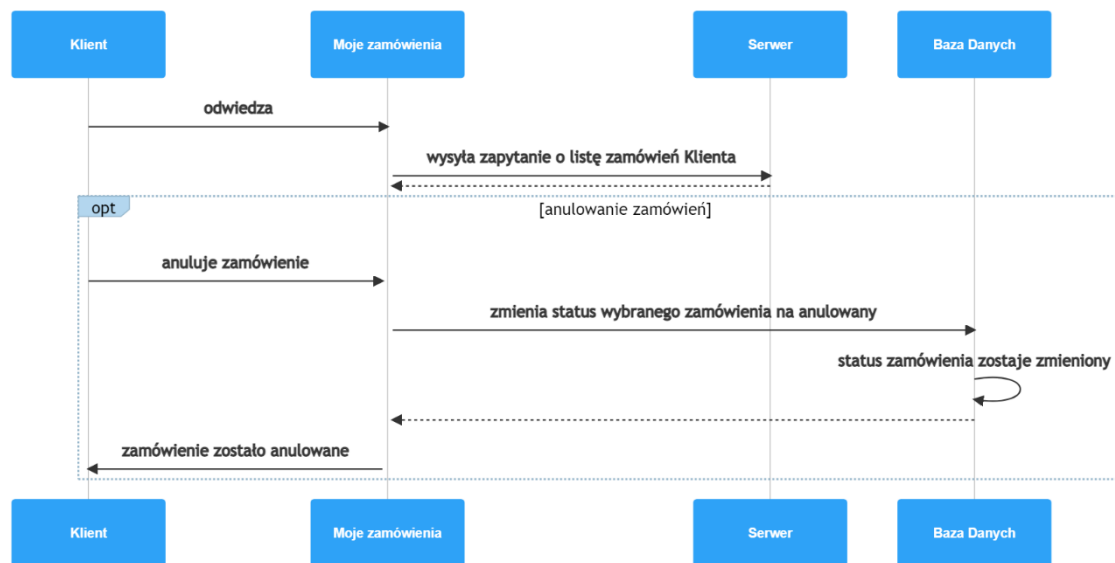 Klient
Moje zamówienia
Serwer
Baza Danych
odwiedza
wysyła zapytanie o listę zamówień Klienta
opt
[anulowanie zamówień]
anuluje zamówienie
zmienia status wybranego zamówienia na anulowany
status zamówienia zostaje zmieniony
zamówienie zostało anulowane
Klient
Moje zamówienia
Serwer
Baza Danych